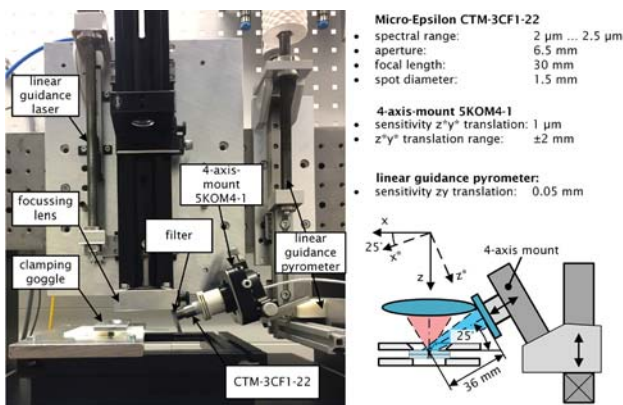 linear
guidance
laser
4-axis-
mount
5KOM4-1
focussing
lens
filter
linear
guidance
pyrometer
clamping
goggle
CTM-3CF1-22
Micro-Epsilon CTM-3CF1-22
• spectral range: 2 µm ... 2.5 µm
• aperture: 6.5 mm
• focal length: 30 mm
• spot diameter: 1.5 mm
4-axis-mount 5KOM4-1
• sensitivity z*y* translation: 1 µm
• z*y* translation range: ±2 mm
linear guidance pyrometer:
• sensitivity zy translation: 0.05 mm
x
25'
x*
z
z*
4-axis mount
25'
36 mm